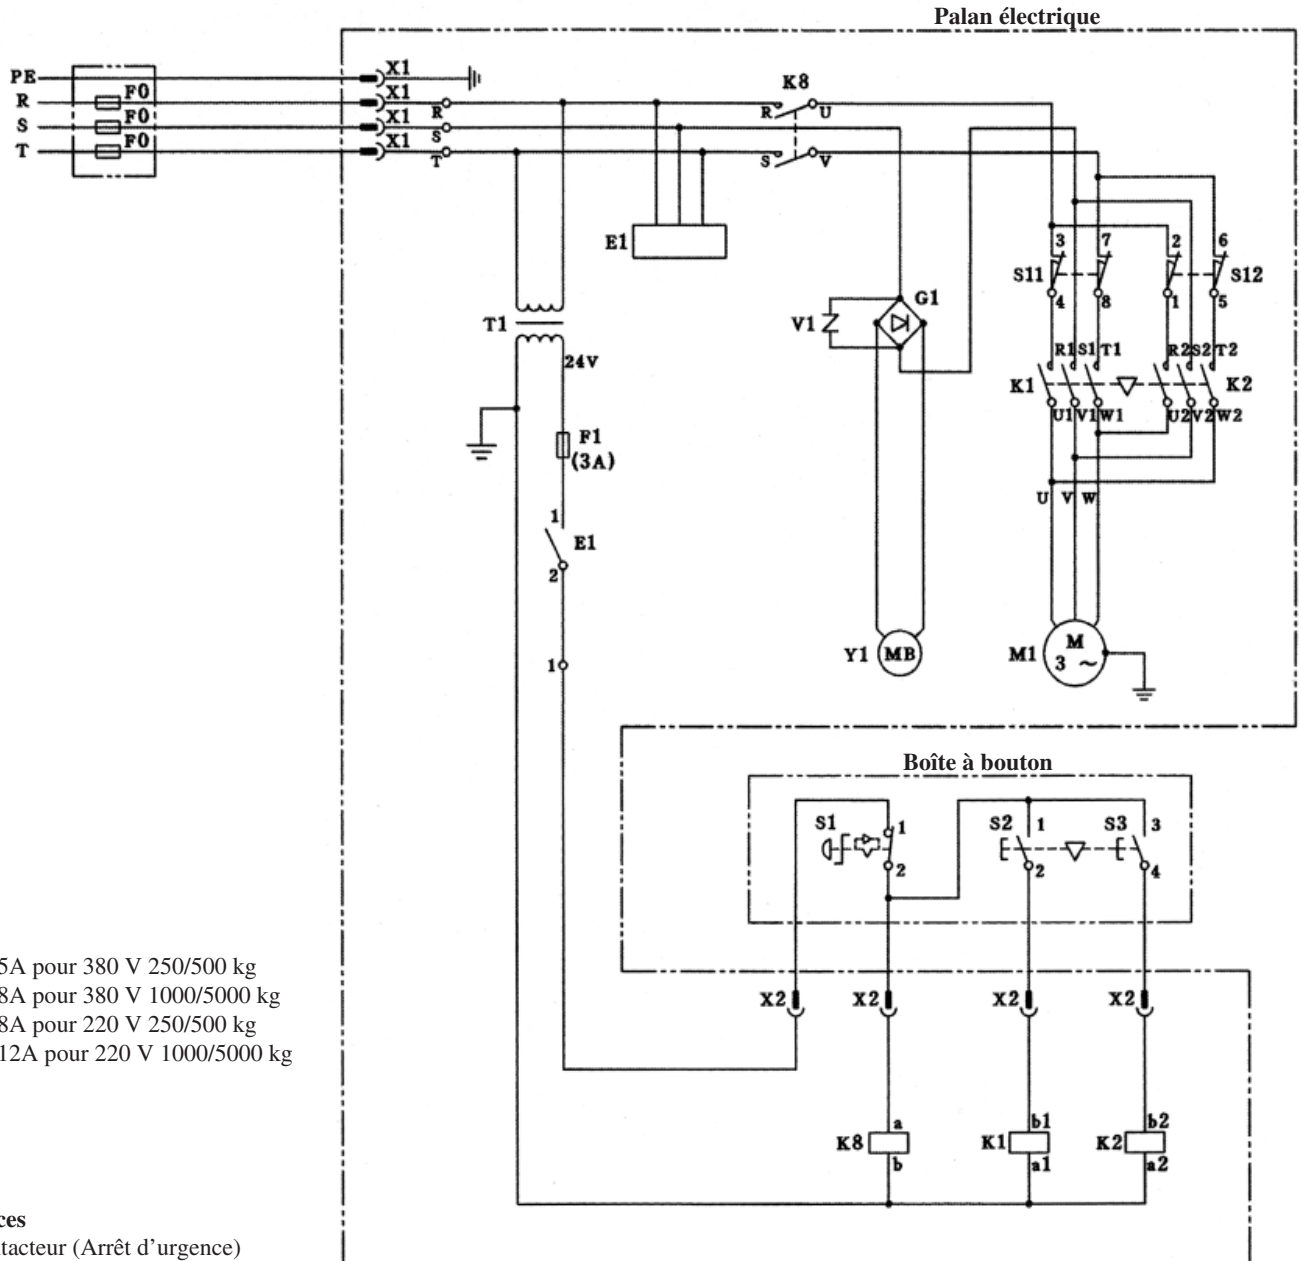 Palan électrique
PE
R
S
T
F0
F0
F0
X1
X1
X1
X1
R
S
T
K8
R
U
S
V
E1
T1
24V
F1
(3A)
1
E1
2
1
V1
G1
Y1
MB
3
7
2
6
S11
S12
4
8
1
5
R1
S1
T1
R2
S2
T2
K1
K2
U1
V1
W1
U2
V2
W2
U
V
W
M1
M
3 ~
Boîte à bouton
S1
1
2
S2
1
2
S3
3
4
5A pour 380 V 250/500 kg
8A pour 380 V 1000/5000 kg
8A pour 220 V 250/500 kg
12A pour 220 V 1000/5000 kg
X2
X2
X2
X2
K8
a
b
K1
b1
a1
K2
b2
a2
ces
tacteur (Arrêt d'urgence)